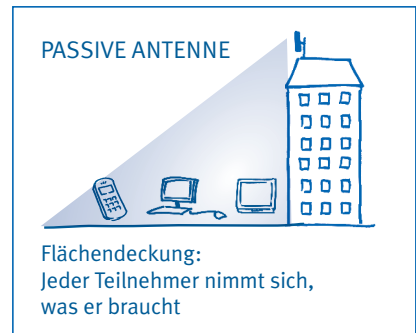 PASSIVE ANTENNE
Flächendeckung:
Jeder Teilnehmer nimmt sich,
was er braucht